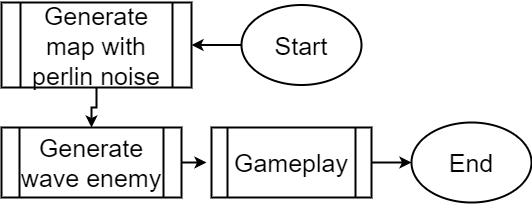 Generate
map with
perlin noise
Start
Generate
wave enemy
Gameplay
End